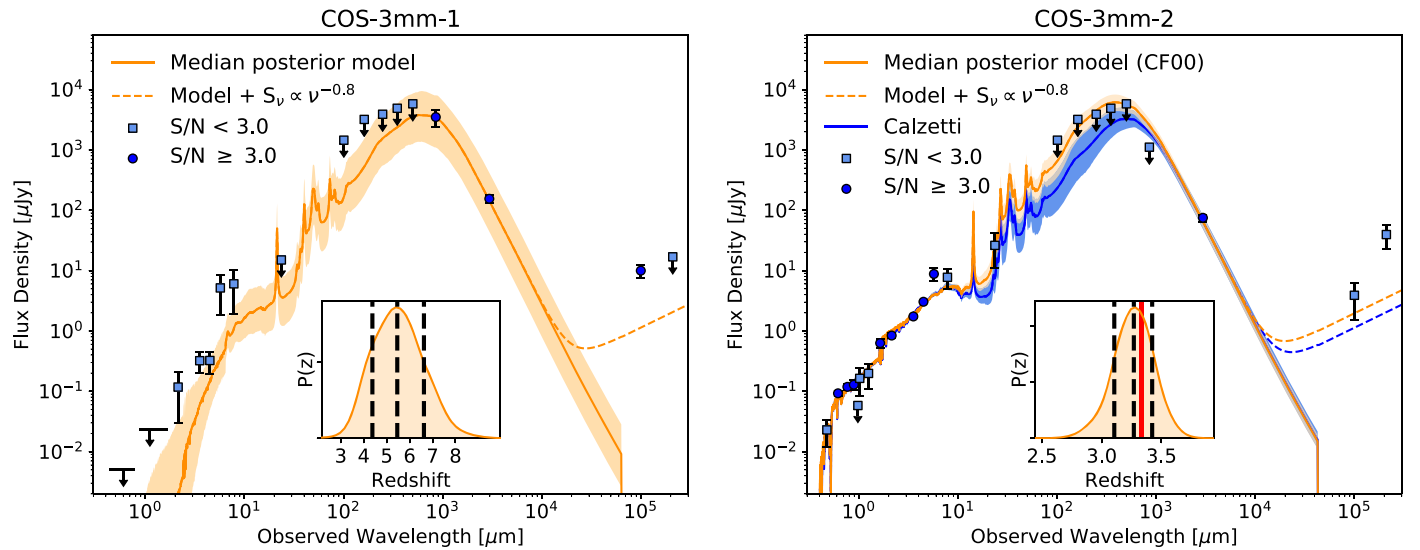 COS-3mm-1
Median posterior model
Model + S_ν ∝ ν^−0.8
S/N < 3.0
S/N ≥ 3.0
10^4
10^3
10^2
10^1
10^0
10^−1
10^−2
Flux Density [μJy]
P(z)
3 4 5 6 7 8
Redshift
10^0 10^1 10^2 10^3 10^4 10^5
Observed Wavelength [μm]
COS-3mm-2
Median posterior model (CF00)
Model + S_ν ∝ ν^−0.8
Calzetti
S/N < 3.0
S/N ≥ 3.0
10^4
10^3
10^2
10^1
10^0
10^−1
10^−2
Flux Density [μJy]
P(z)
2.5 3.0 3.5
Redshift
10^0 10^1 10^2 10^3 10^4 10^5
Observed Wavelength [μm]